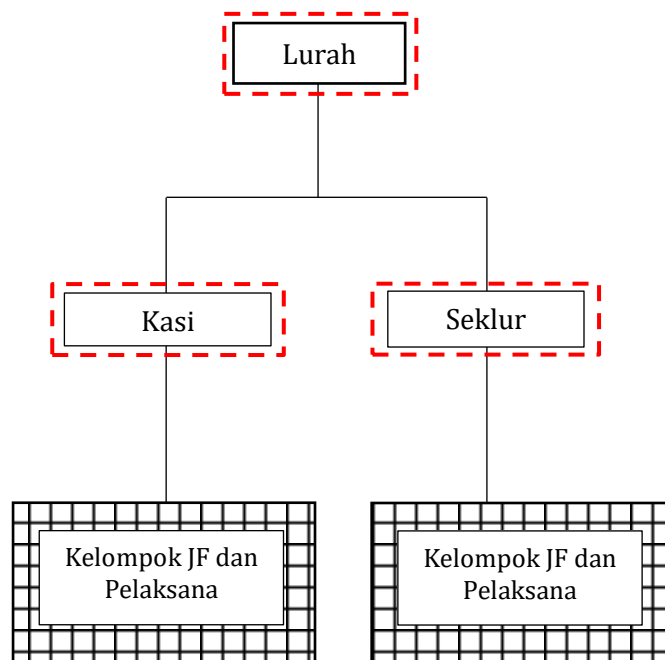 Lurah
Kasi
Seklur
Kelompok JF dan
Pelaksana
Kelompok JF dan
Pelaksana